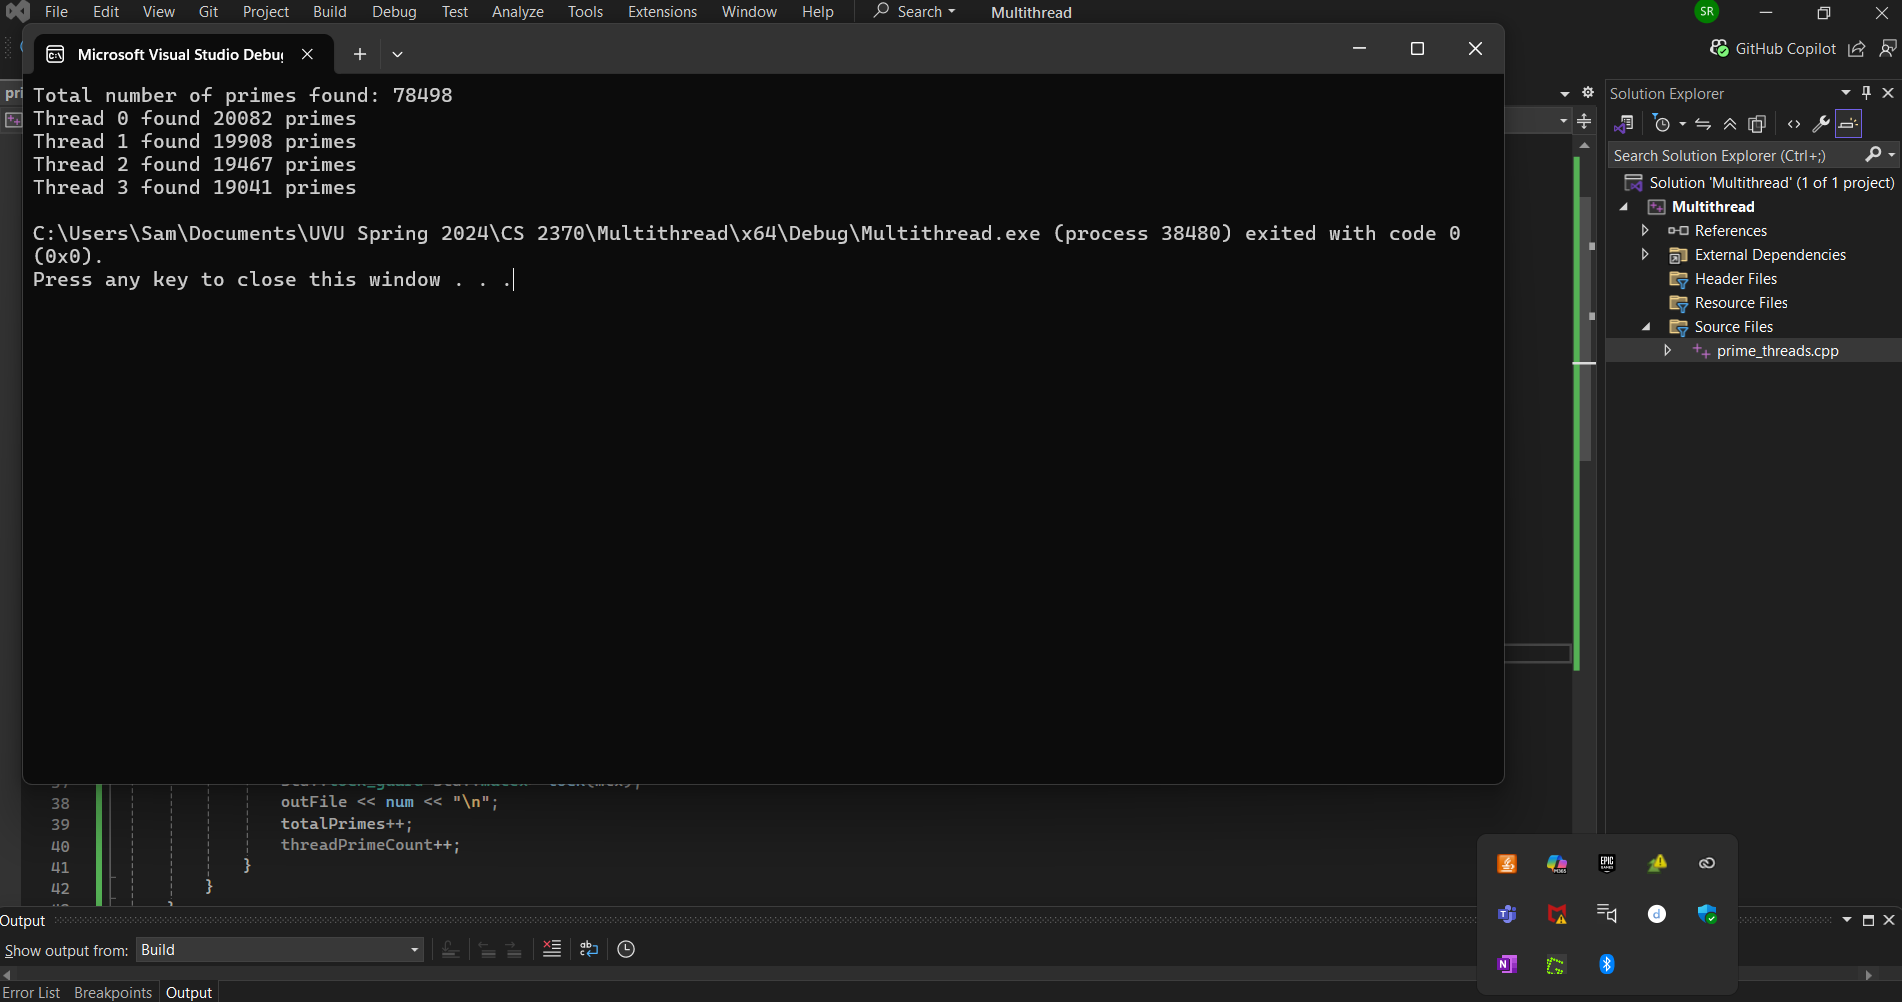 File Edit View Git Project Build Debug Test Analyze Tools Extensions Window Help Search Multithread SR
GitHub Copilot
Microsoft Visual Studio Debu
pri
Total number of primes found: 78498
Thread 0 found 20082 primes
Thread 1 found 19908 primes
Thread 2 found 19467 primes
Thread 3 found 19041 primes
C:\Users\Sam\Documents\UVU Spring 2024\CS 2370\Multithread\x64\Debug\Multithread.exe (process 38480) exited with code 0
(0x0).
Press any key to close this window . . .
Solution Explorer
Search Solution Explorer (Ctrl+;)
Solution 'Multithread' (1 of 1 project)
Multithread
References
External Dependencies
Header Files
Resource Files
Source Files
prime_threads.cpp
38 outFile << num << "\n";
39 totalPrimes++;
40 threadPrimeCount++;
41 }
42 }
Output
Show output from: Build
Error List Breakpoints Output
EPIC GAMES